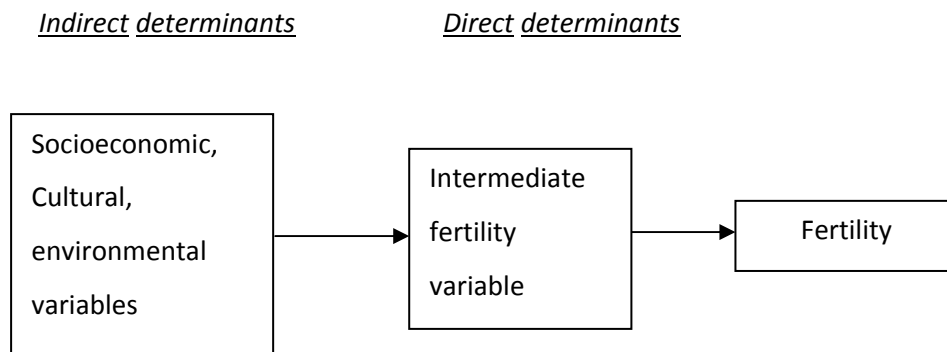 Indirect determinants
Direct determinants
Socioeconomic,
Cultural,
environmental
variables
Intermediate
fertility
variable
Fertility